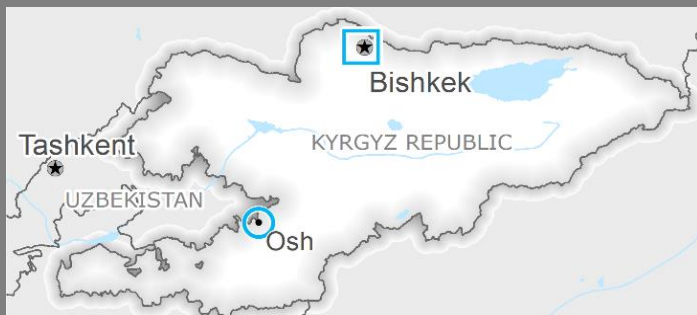 Bishkek
Tashkent
KYRGYZ REPUBLIC
UZBEKISTAN
Osh